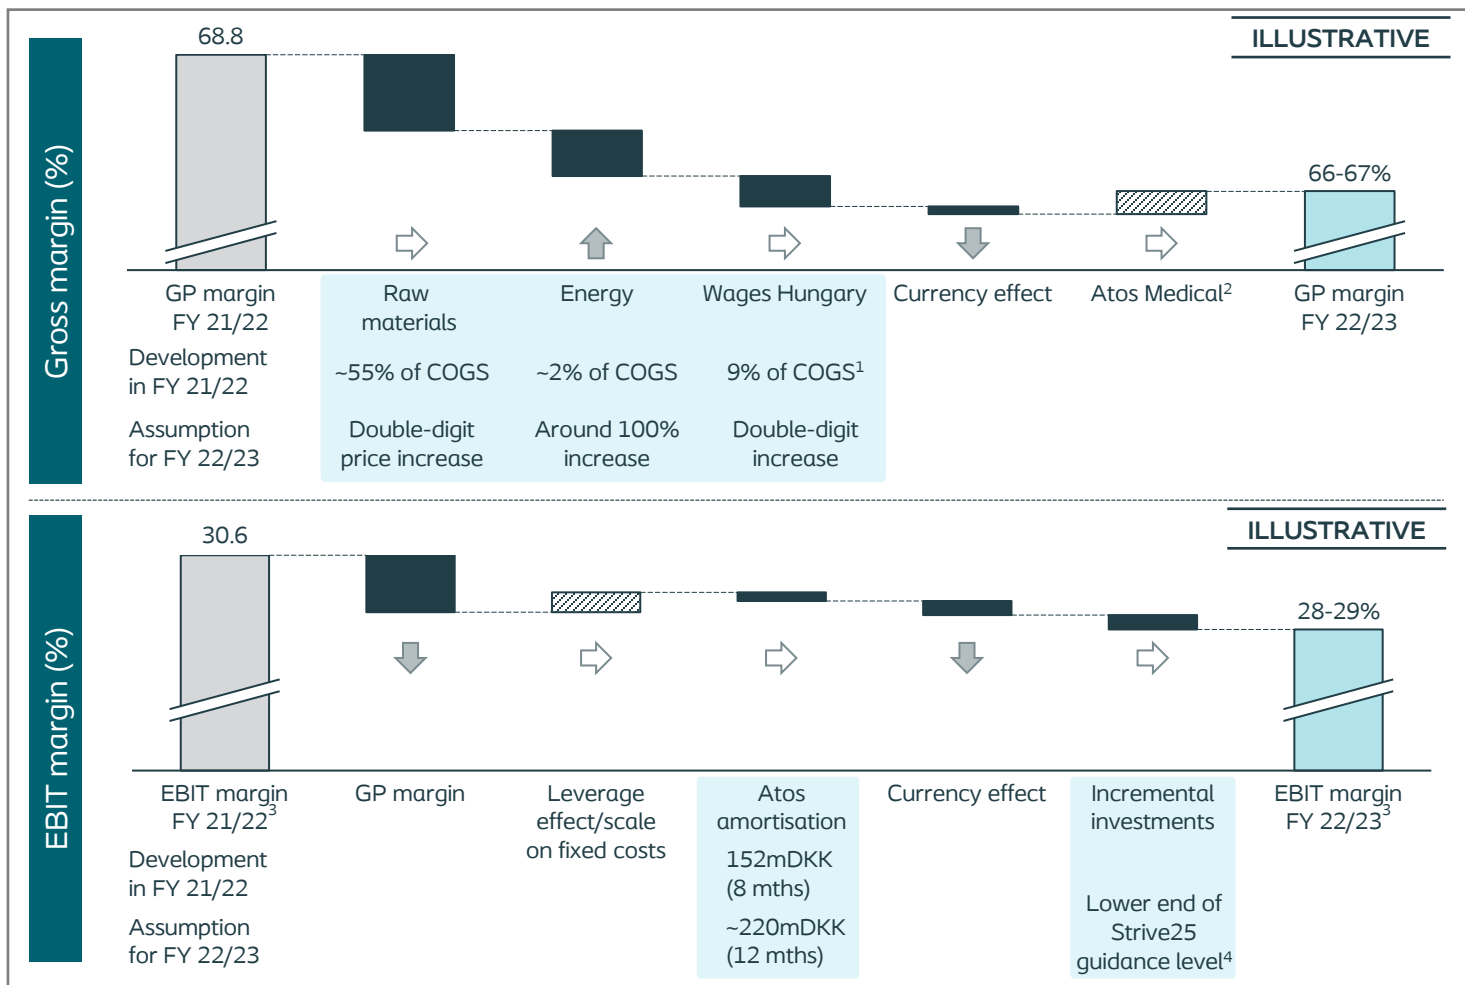 Gross margin (%)
ILLUSTRATIVE
68.8
66-67%
GP margin
FY 21/22
Raw
materials
Energy
Wages Hungary
Currency effect
Atos Medical²
GP margin
FY 22/23
Development
in FY 21/22
~55% of COGS
~2% of COGS
9% of COGS¹
Assumption
for FY 22/23
Double-digit
price increase
Around 100%
increase
Double-digit
increase
EBIT margin (%)
ILLUSTRATIVE
30.6
28-29%
EBIT margin
FY 21/22³
GP margin
Leverage
effect/scale
on fixed costs
Atos
amortisation
Currency effect
Incremental
investments
EBIT margin
FY 22/23³
Development
in FY 21/22
152mDKK
(8 mths)
Assumption
for FY 22/23
~220mDKK
(12 mths)
Lower end of
Strive25
guidance level⁴